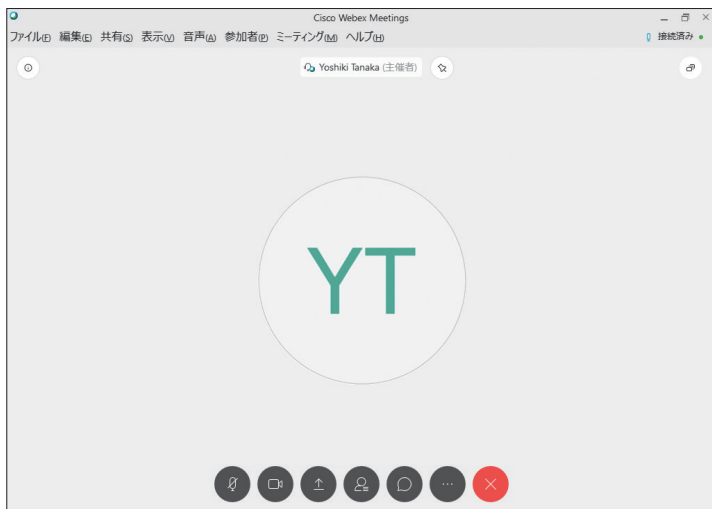 Cisco Webex Meetings
ファイル(F) 編集(E) 共有(S) 表示(V) 音声(A) 参加者(P) ミーティング(M) ヘルプ(H) 接続済み
Yoshiki Tanaka (主催者)
YT